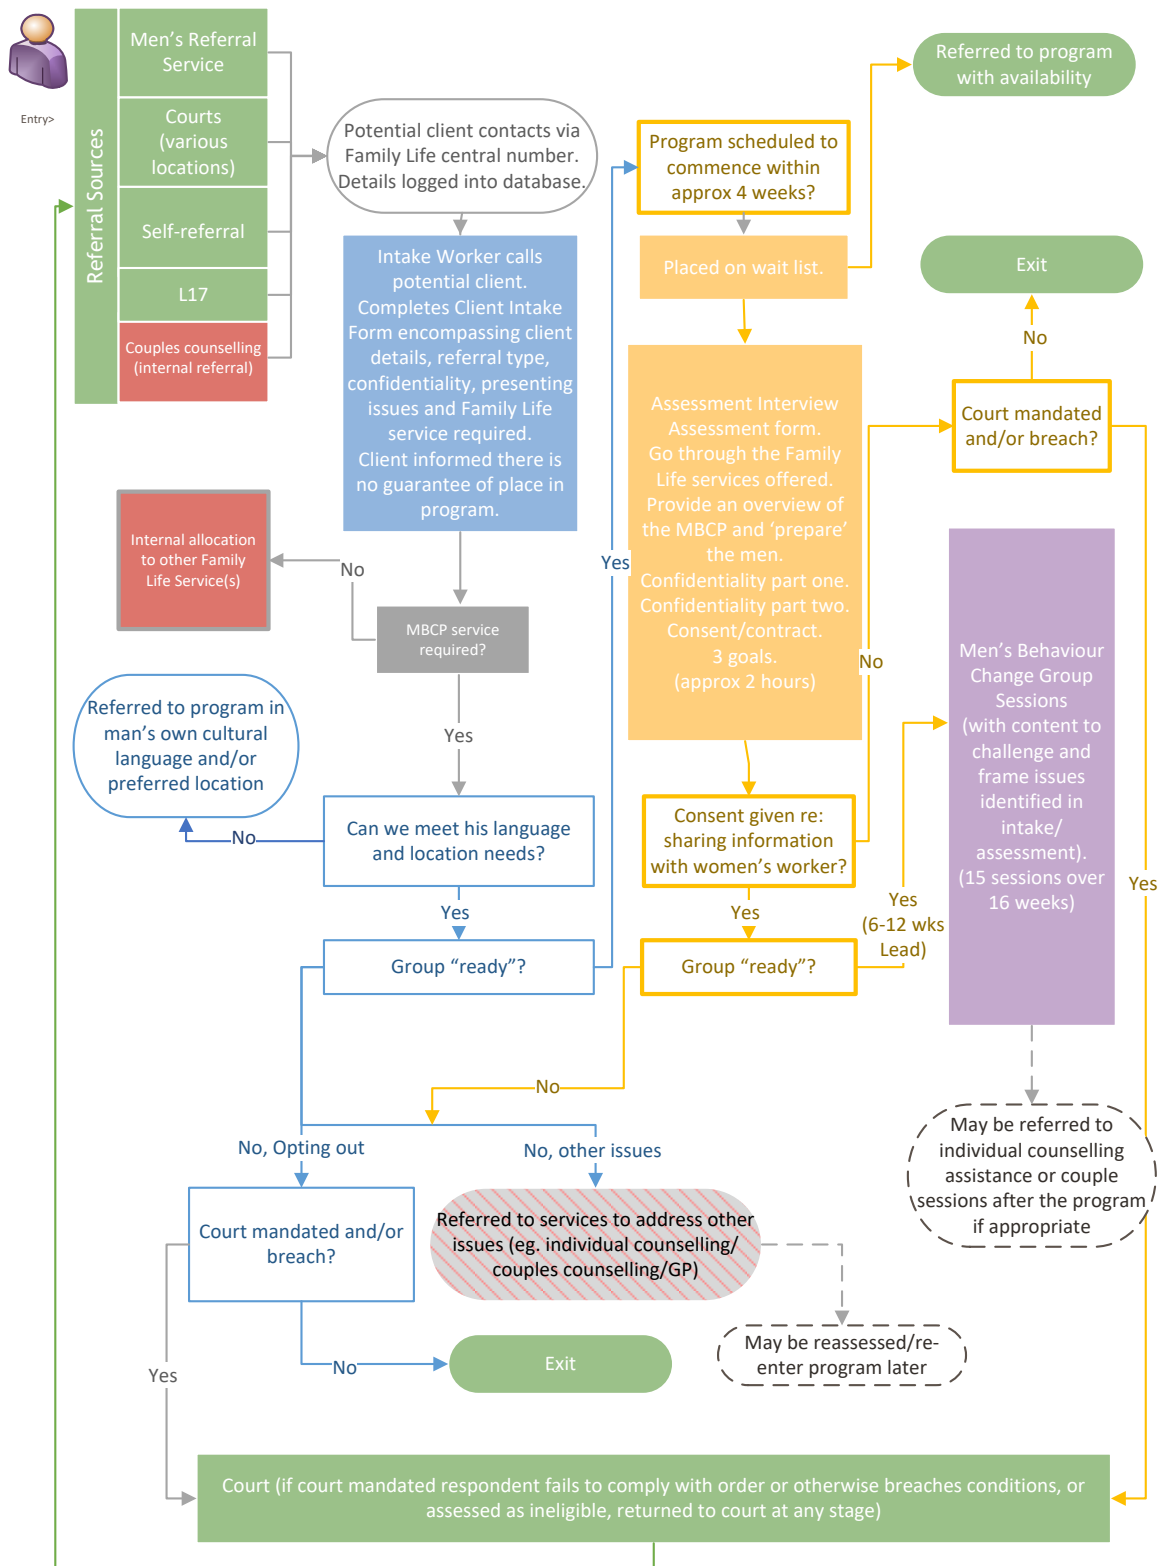 Entry>
Referral Sources
Men's Referral
Service
Courts
(various
locations)
Self-referral
L17
Couples counselling
(internal referral)
Potential client contacts via
Family Life central number.
Details logged into database.
Intake Worker calls
potential client.
Completes Client Intake
Form encompassing client
details, referral type,
confidentiality, presenting
issues and Family Life
service required.
Client informed there is
no guarantee of place in
program.
Internal allocation
to other Family
Life Service(s)
No
MBCP service
required?
Yes
Referred to program in
man's own cultural
language and/or
preferred location
No
Can we meet his language
and location needs?
Yes
Group "ready"?
Yes
Program scheduled to
commence within
approx 4 weeks?
Referred to program
with availability
Placed on wait list.
Assessment Interview
Assessment form.
Go through the Family
Life services offered.
Provide an overview of
the MBCP and 'prepare'
the men.
Confidentiality part one.
Confidentiality part two.
Consent/contract.
3 goals.
(approx 2 hours)
Exit
No
Court mandated
and/or breach?
No
Yes
Consent given re:
sharing information
with women's worker?
Yes
Group "ready"?
Yes
(6-12 wks
Lead)
Men's Behaviour
Change Group
Sessions
(with content to
challenge and
frame issues
identified in
intake/
assessment).
(15 sessions over
16 weeks)
No
May be referred to
individual counselling
assistance or couple
sessions after the program
if appropriate
No, Opting out
No, other issues
Court mandated and/or
breach?
Referred to services to address other
issues (eg. individual counselling/
couples counselling/GP)
May be reassessed/re-
enter program later
No
Exit
Yes
Court (if court mandated respondent fails to comply with order or otherwise breaches conditions, or
assessed as ineligible, returned to court at any stage)